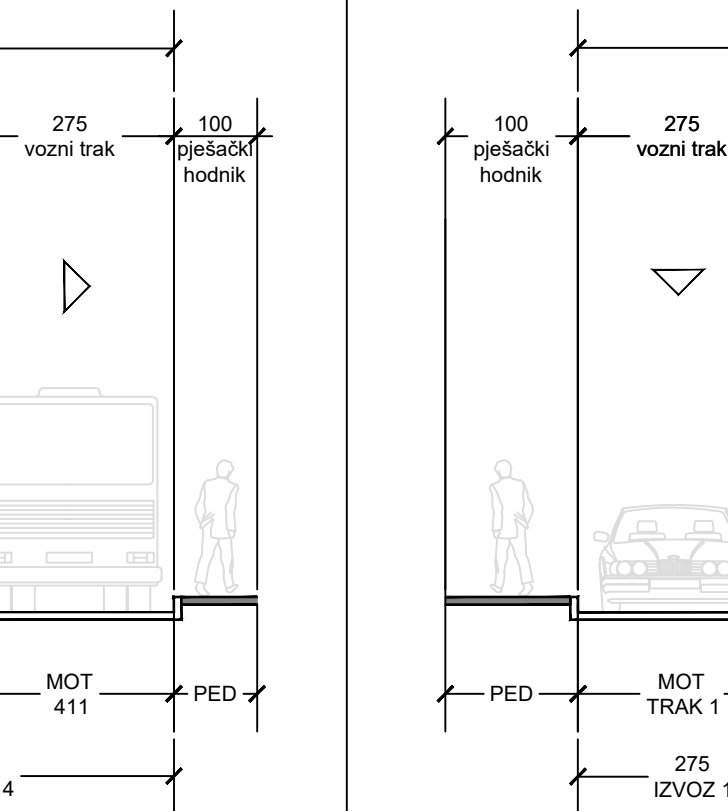 275
vozni trak
100
pješački
hodnik
100
pješački
hodnik
275
vozni trak
MOT
411
PED
PED
MOT
TRAK 1
4
275
IZVOZ 1